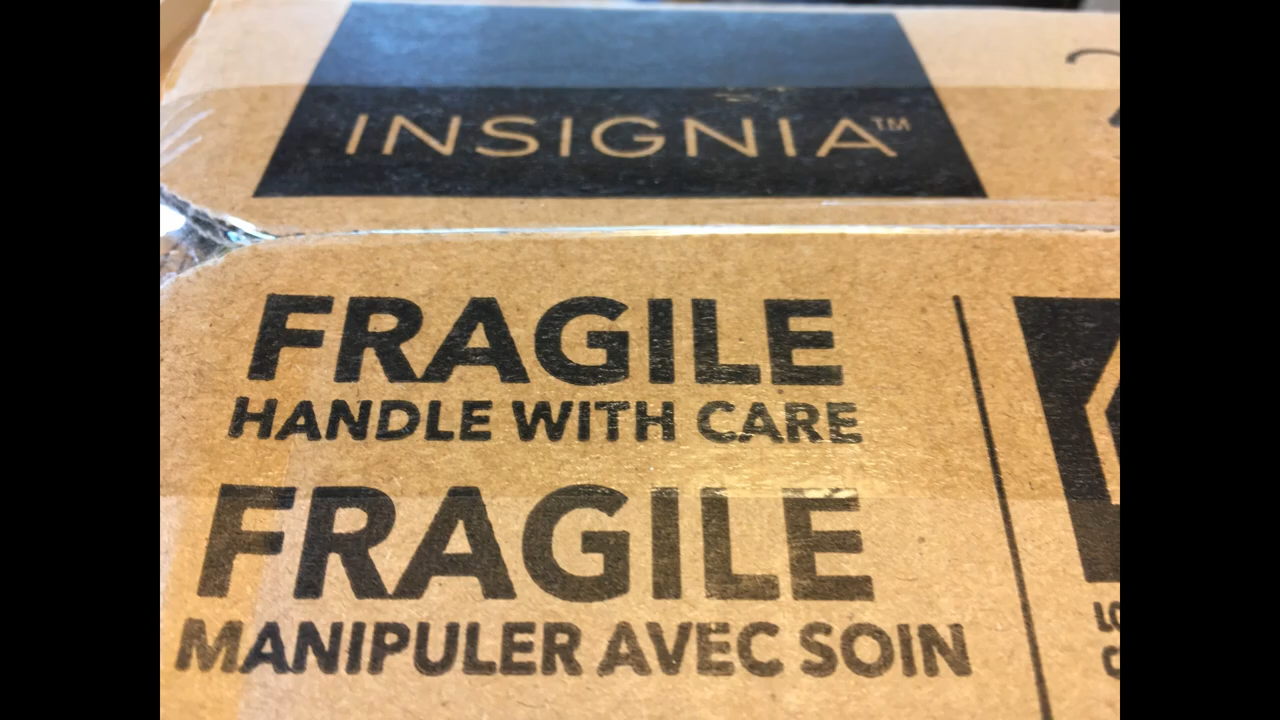 INSIGNIA™
FRAGILE
HANDLE WITH CARE
FRAGILE
MANIPULER AVEC SOIN